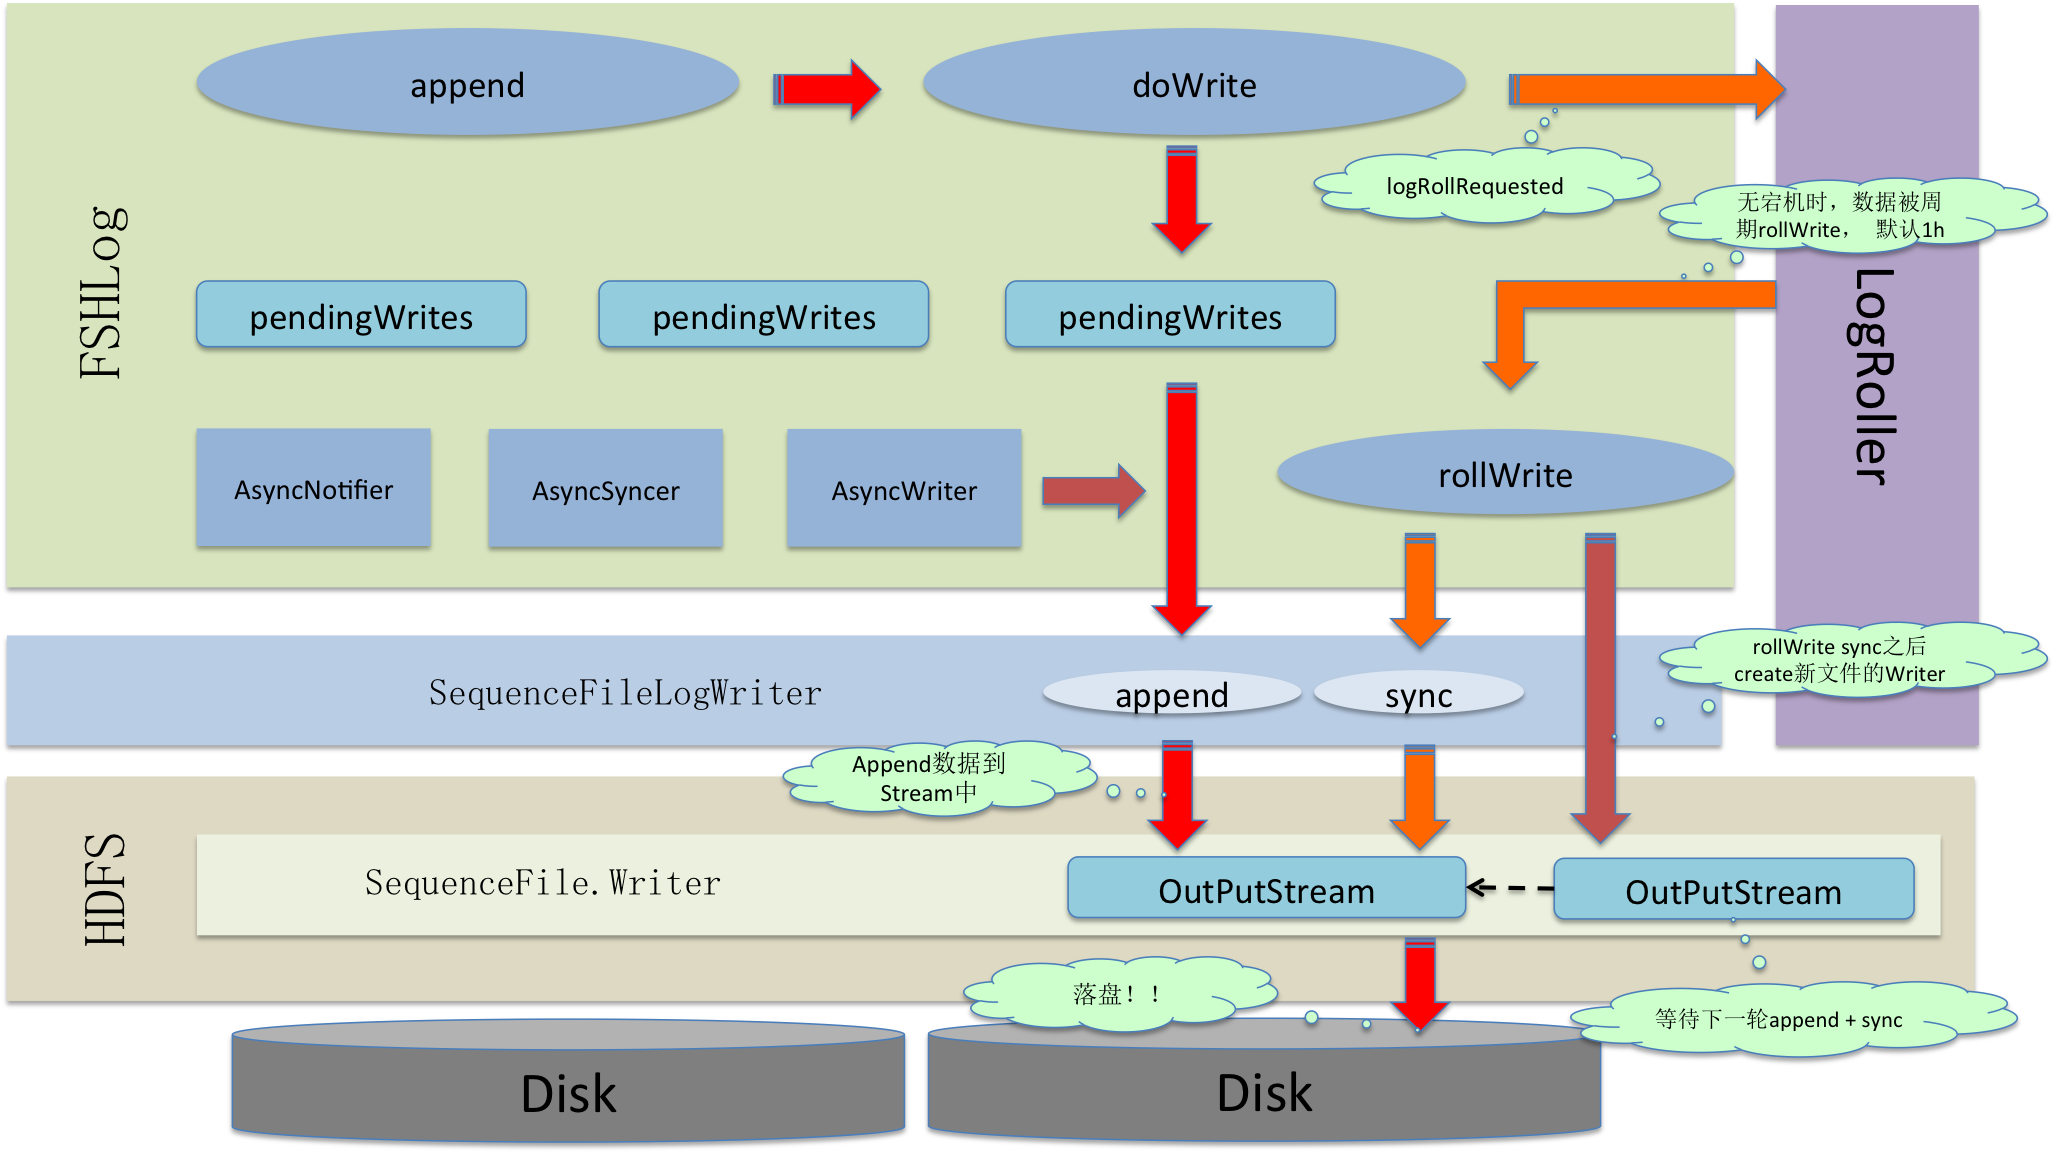 append
doWrite
logRollRequested
无宕机时，数据被周
期rollWrite， 默认1h
FSHLog
LogRoller
pendingWrites
pendingWrites
pendingWrites
AsyncNotifier
AsyncSyncer
AsyncWriter
rollWrite
rollWrite sync之后
create新文件的Writer
SequenceFileLogWriter
append
sync
Append数据到
Stream中
HDFS
SequenceFile.Writer
OutPutStream
OutPutStream
落盘！！
等待下一轮append + sync
Disk
Disk